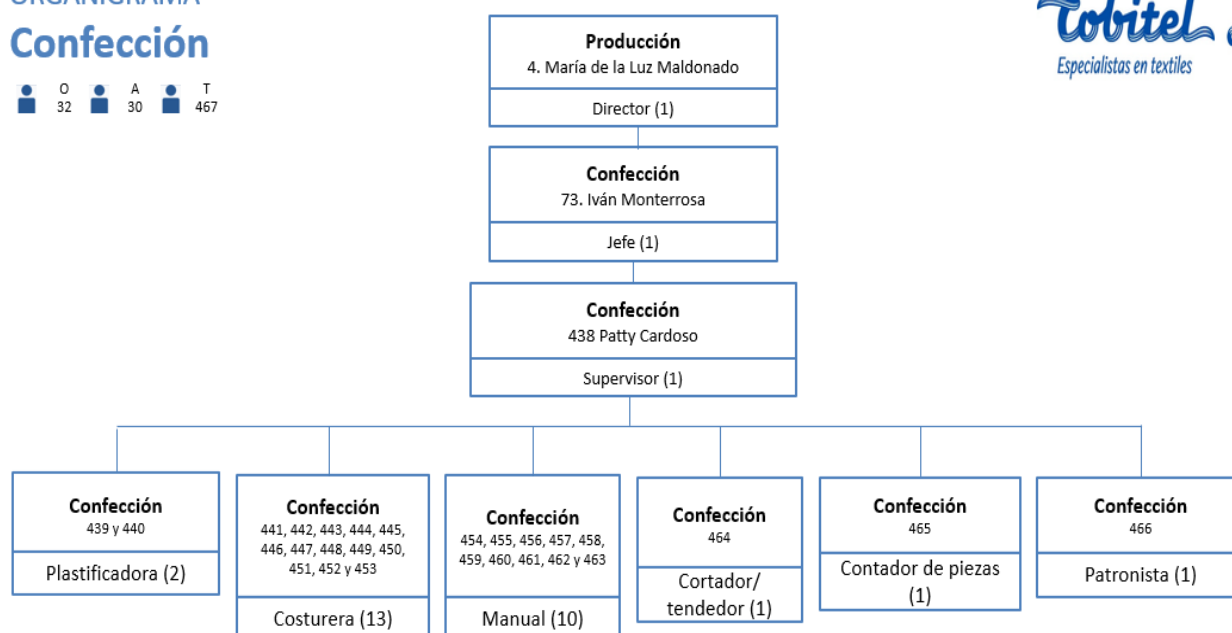 ORGANIGRAMA
Confección
O A T
32 30 467
Tobitel
Especialistas en textiles
Producción
4. María de la Luz Maldonado
Director (1)
Confección
73. Iván Monterrosa
Jefe (1)
Confección
438 Patty Cardoso
Supervisor (1)
Confección
439 y 440
Plastificadora (2)
Confección
441, 442, 443, 444, 445,
446, 447, 448, 449, 450,
451, 452 y 453
Costurera (13)
Confección
454, 455, 456, 457, 458,
459, 460, 461, 462 y 463
Manual (10)
Confección
464
Cortador/
tendedor (1)
Confección
465
Contador de piezas
(1)
Confección
466
Patronista (1)